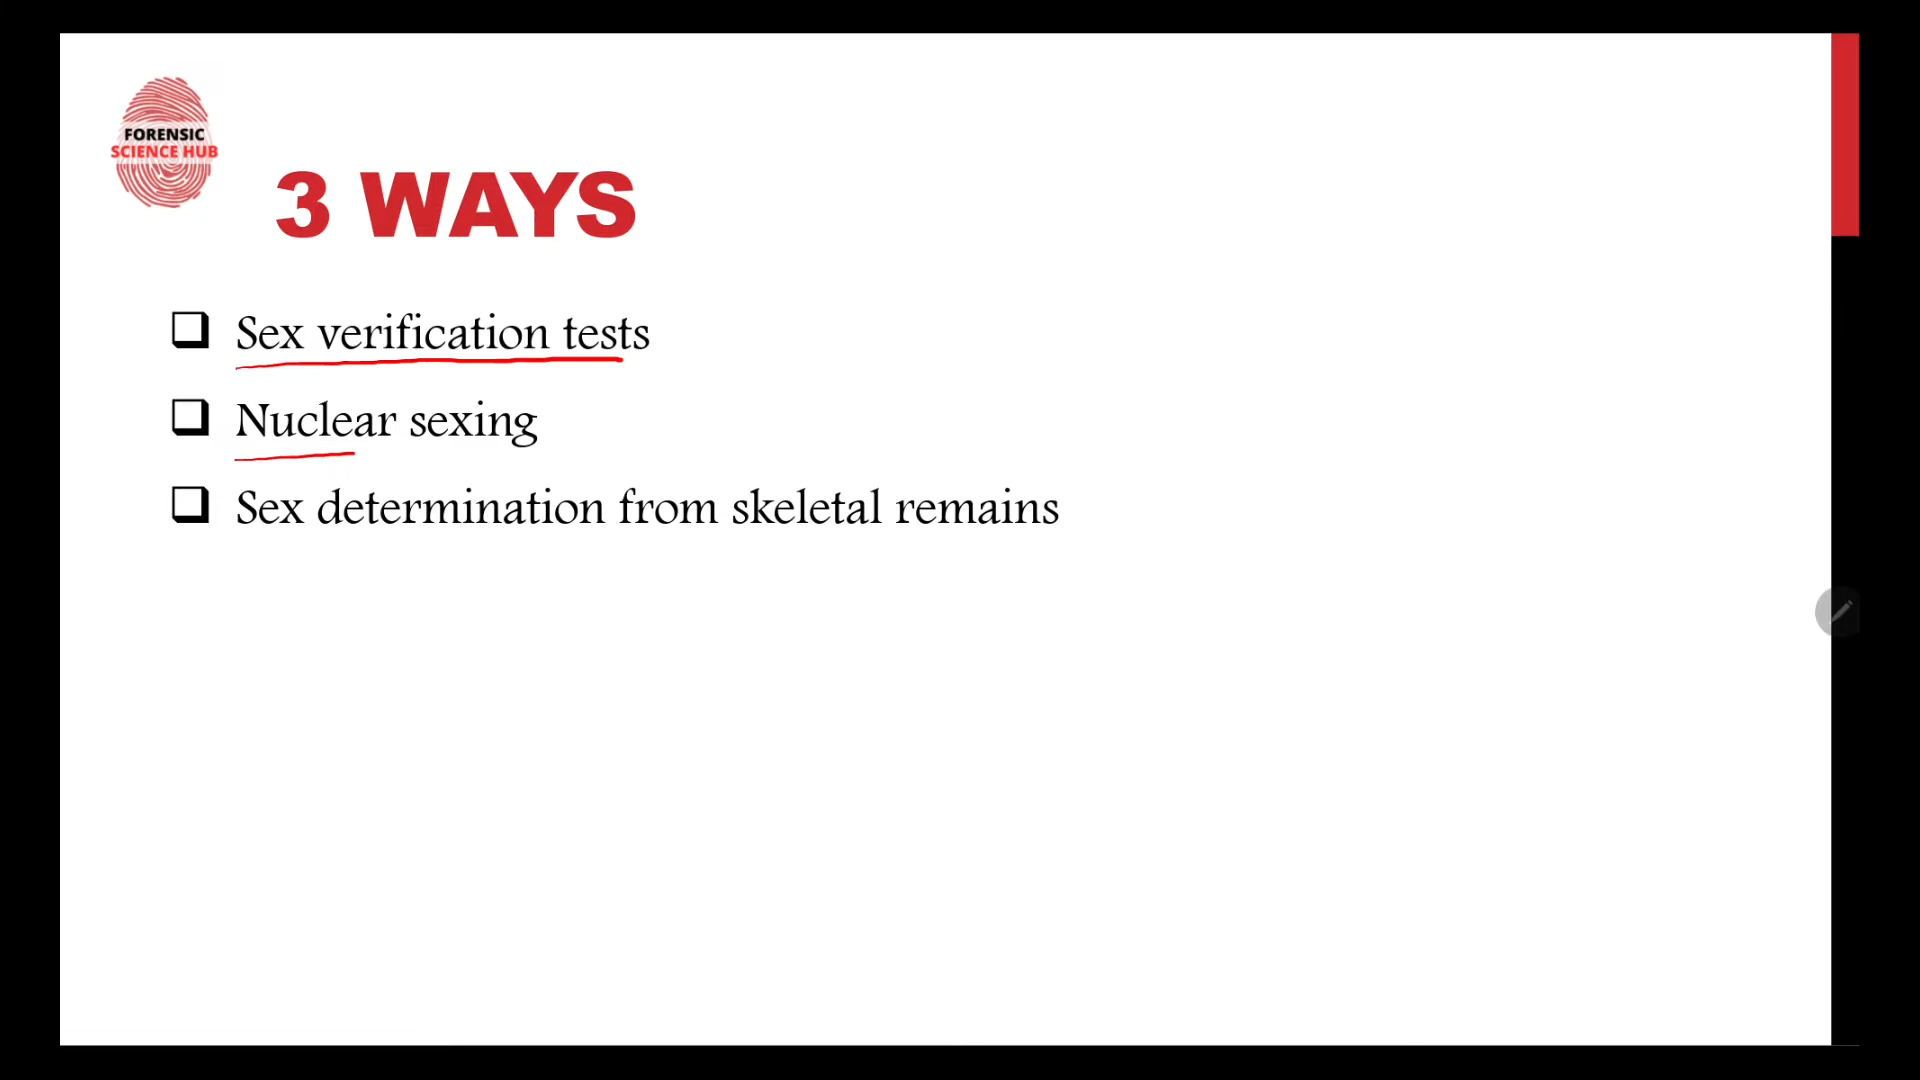 FORENSIC
SCIENCE HUB
3 WAYS
Sex verification tests
Nuclear sexing
Sex determination from skeletal remains